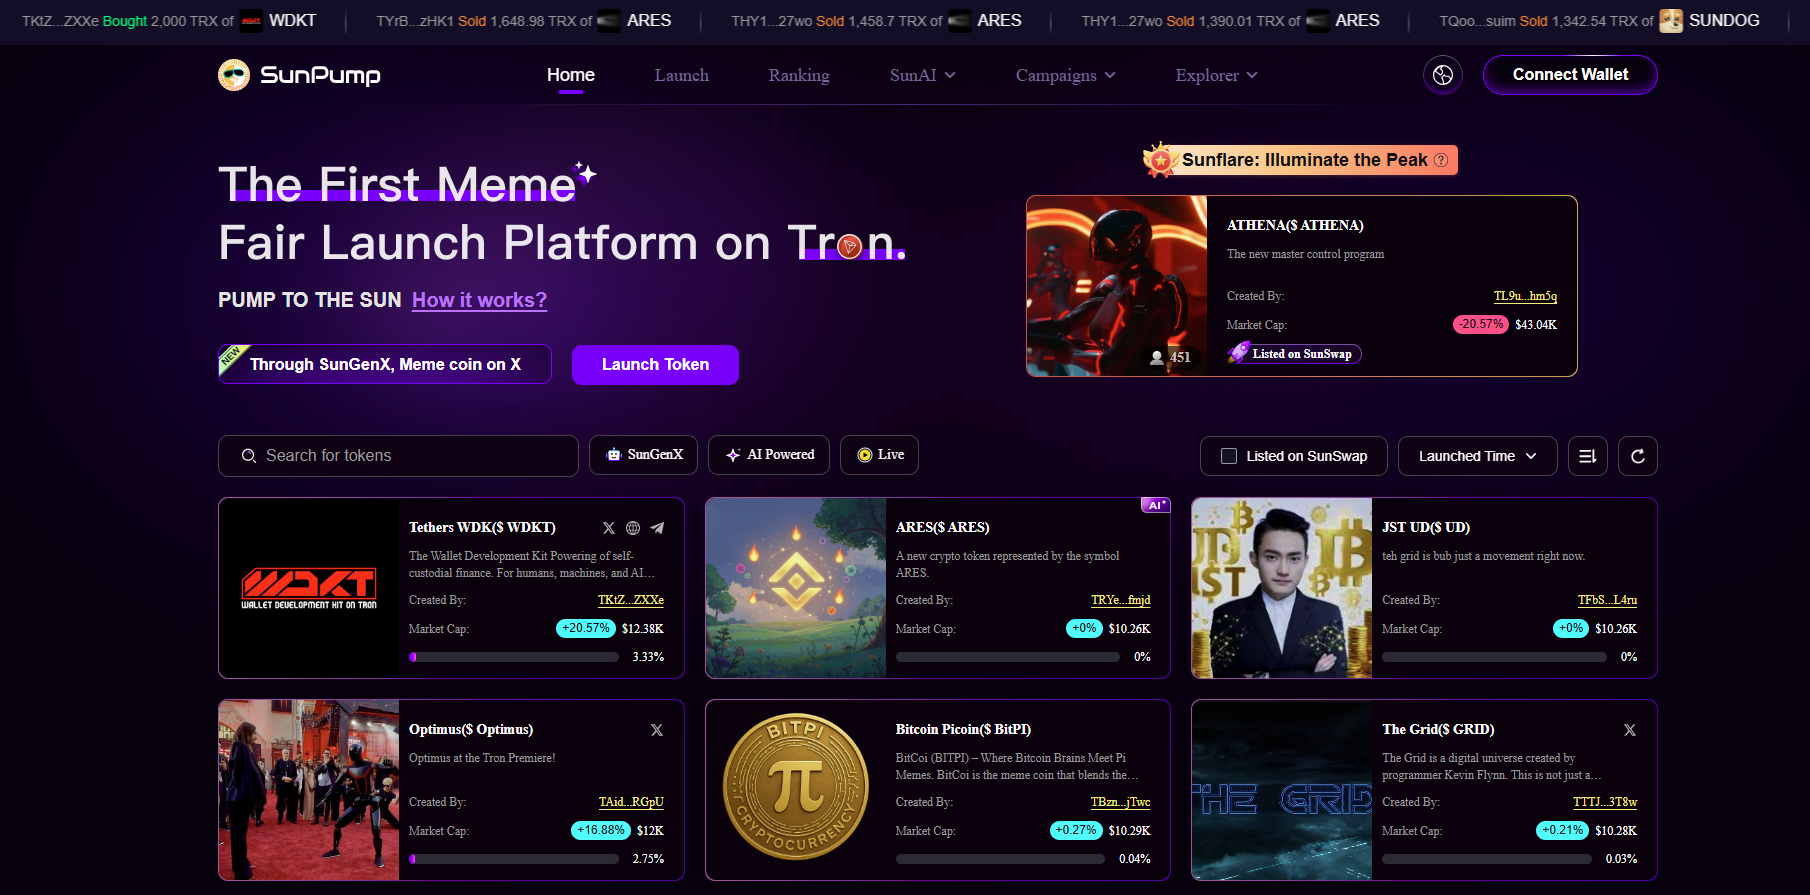 TKtZ...ZXXe Bought 2,000 TRX of WDKT
TYrB...zHK1 Sold 1,648.98 TRX of ARES
THY1...27wo Sold 1,458.7 TRX of ARES
THY1...27wo Sold 1,390.01 TRX of ARES
TQoo...suim Sold 1,342.54 TRX of SUNDOG
SunPump
Home
Launch
Ranking
SunAI
Campaigns
Explorer
Connect Wallet
The First Meme
Fair Launch Platform on Tron.
PUMP TO THE SUN How it works?
NEW
Through SunGenX, Meme coin on X
Launch Token
Sunflare: Illuminate the Peak ?
ATHENA($ ATHENA)
The new master control program
Created By: TL9u...hm5q
Market Cap: -20.57% $43.04K
451
Listed on SunSwap
Search for tokens
SunGenX
AI Powered
Live
Listed on SunSwap
Launched Time
WDKT
WALLET DEVELOPMENT KIT ON TRON
Tethers WDK($ WDKT)
The Wallet Development Kit Powering of self-
custodial finance. For humans, machines, and AI...
Created By: TKtZ...ZXXe
Market Cap: +20.57% $12.38K
3.33%
AI
ARES($ ARES)
A new crypto token represented by the symbol
ARES.
Created By: TRYe...fmjd
Market Cap: +0% $10.26K
0%
JST UD($ UD)
teh grid is bub just a movement right now.
Created By: TFbS...L4ru
Market Cap: +0% $10.26K
0%
Optimus($ Optimus)
Optimus at the Tron Premiere!
Created By: TAid...RGpU
Market Cap: +16.88% $12K
2.75%
BITPI
π
CRYPTOCURRENCY
Bitcoin Picoin($ BitPI)
BitCoi (BITPI) – Where Bitcoin Brains Meet Pi
Memes. BitCoi is the meme coin that blends the...
Created By: TBzn...jTwc
Market Cap: +0.27% $10.29K
0.04%
THE GRID
The Grid($ GRID)
The Grid is a digital universe created by
programmer Kevin Flynn. This is not just a...
Created By: TTTJ...3T8w
Market Cap: +0.21% $10.28K
0.03%